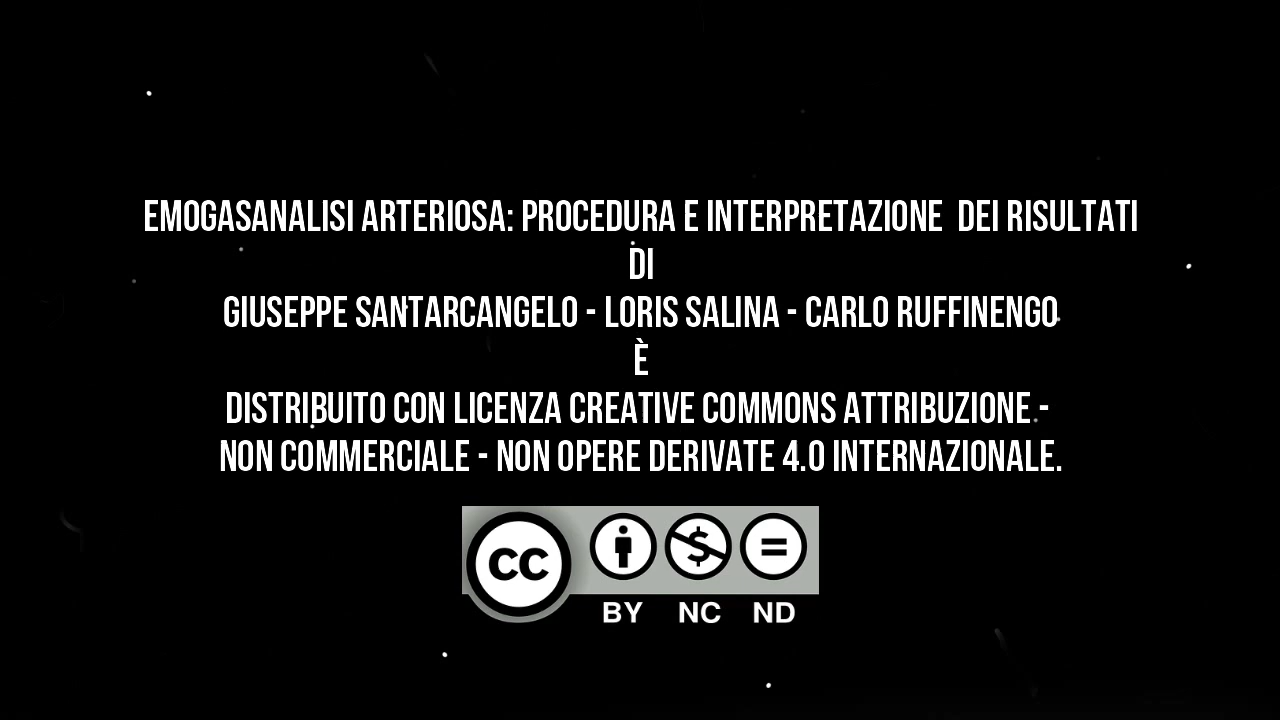 EMOGASANALISI ARTERIOSA: PROCEDURA E INTERPRETAZIONE DEI RISULTATI
DI
GIUSEPPE SANTARCANGELO - LORIS SALINA - CARLO RUFFINENGO
È
DISTRIBUITO CON LICENZA CREATIVE COMMONS ATTRIBUZIONE -
NON COMMERCIALE - NON OPERE DERIVATE 4.0 INTERNAZIONALE.
CC
BY NC ND